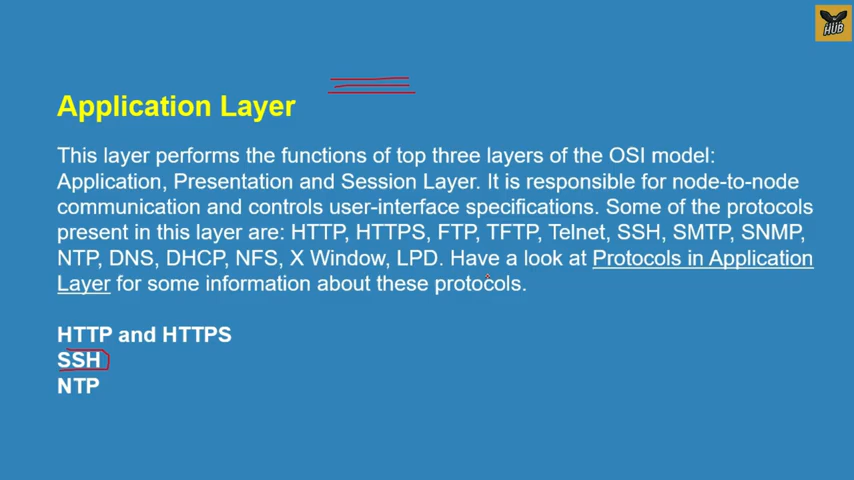 HUB
Application Layer
This layer performs the functions of top three layers of the OSI model:
Application, Presentation and Session Layer. It is responsible for node-to-node
communication and controls user-interface specifications. Some of the protocols
present in this layer are: HTTP, HTTPS, FTP, TFTP, Telnet, SSH, SMTP, SNMP,
NTP, DNS, DHCP, NFS, X Window, LPD. Have a look at Protocols in Application
Layer for some information about these protocols.
HTTP and HTTPS
SSH
NTP